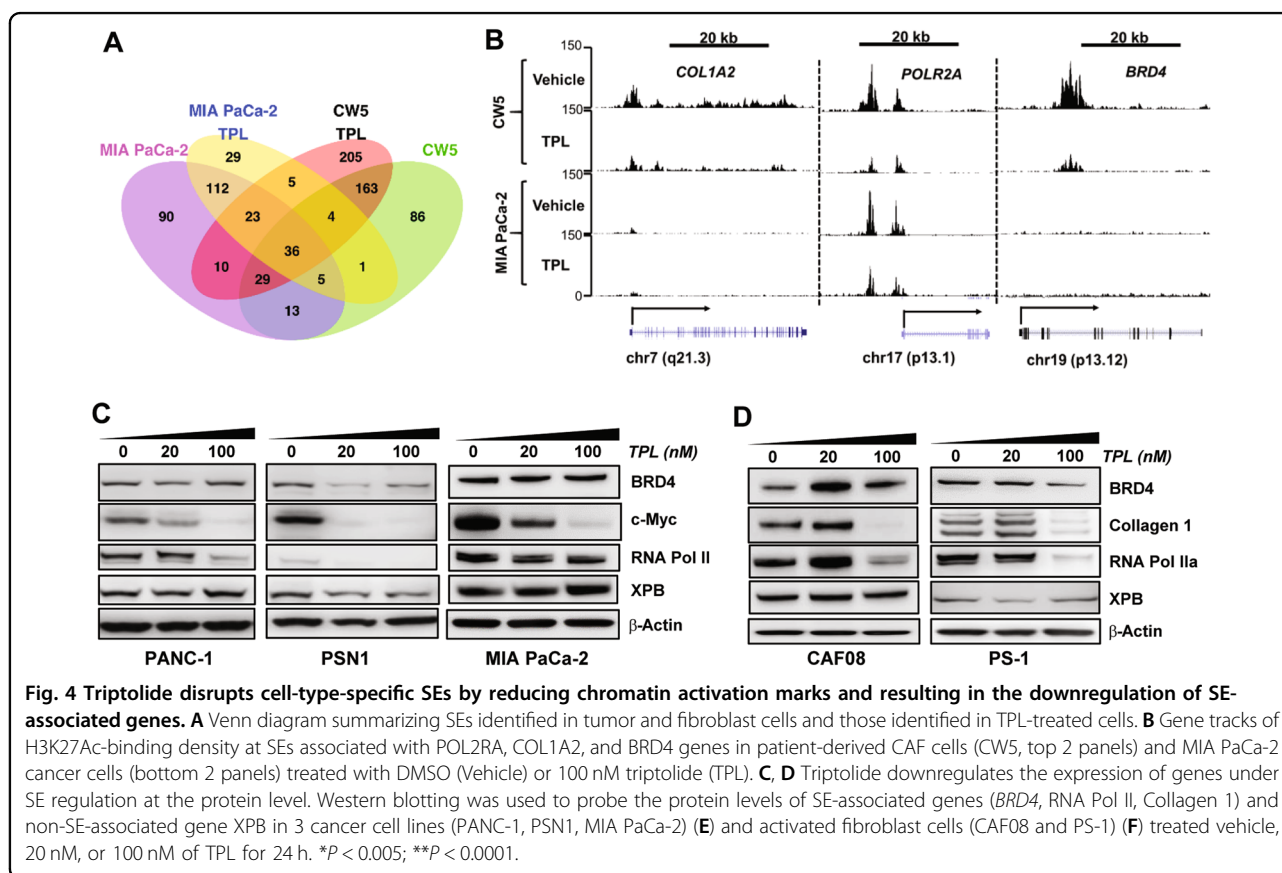 A
MIA PaCa-2
TPL
CW5
TPL
MIA PaCa-2
CW5
29
205
112
5
163
90
23
4
86
36
10
29
5
1
13
B
20 kb
20 kb
20 kb
150
COL1A2
POLR2A
BRD4
CW5
Vehicle
150
TPL
150
MIA PaCa-2
Vehicle
150
TPL
0
chr7 (q21.3)
chr17 (p13.1)
chr19 (p13.12)
C
0 20 100
0 20 100
0 20 100
TPL (nM)
BRD4
c-Myc
RNA Pol II
XPB
β-Actin
PANC-1
PSN1
MIA PaCa-2
D
0 20 100
0 20 100
TPL (nM)
BRD4
Collagen 1
RNA Pol IIa
XPB
β-Actin
CAF08
PS-1
Fig. 4 Triptolide disrupts cell-type-specific SEs by reducing chromatin activation marks and resulting in the downregulation of SE-
associated genes. A Venn diagram summarizing SEs identified in tumor and fibroblast cells and those identified in TPL-treated cells. B Gene tracks of
H3K27Ac-binding density at SEs associated with POL2RA, COL1A2, and BRD4 genes in patient-derived CAF cells (CW5, top 2 panels) and MIA PaCa-2
cancer cells (bottom 2 panels) treated with DMSO (Vehicle) or 100 nM triptolide (TPL). C, D Triptolide downregulates the expression of genes under
SE regulation at the protein level. Western blotting was used to probe the protein levels of SE-associated genes (BRD4, RNA Pol II, Collagen 1) and
non-SE-associated gene XPB in 3 cancer cell lines (PANC-1, PSN1, MIA PaCa-2) (E) and activated fibroblast cells (CAF08 and PS-1) (F) treated vehicle,
20 nM, or 100 nM of TPL for 24 h. *P < 0.005; **P < 0.0001.